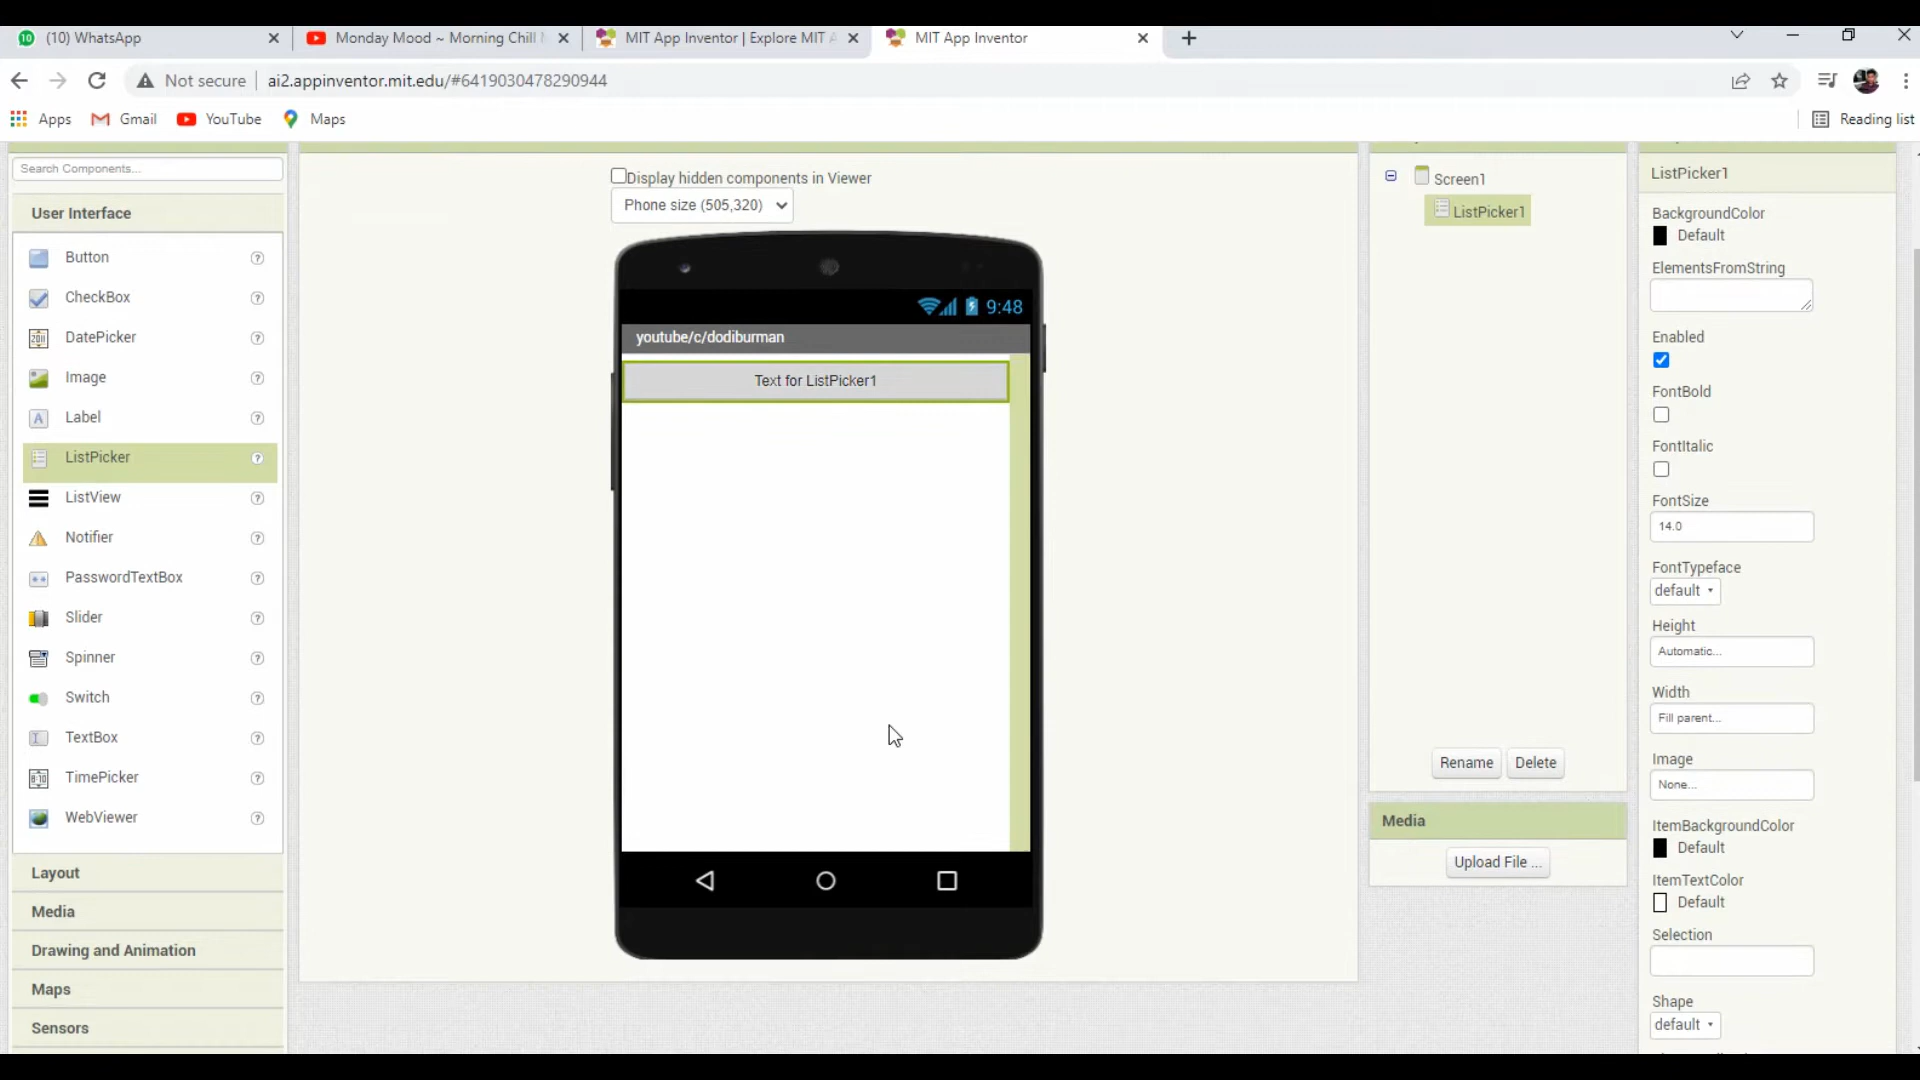 (10) WhatsApp
Monday Mood ~ Morning Chill
MIT App Inventor | Explore MIT
MIT App Inventor
Not secure
ai2.appinventor.mit.edu/#6419030478290944
Apps
Gmail
YouTube
Maps
Reading list
Search Components...
User Interface
Button
CheckBox
DatePicker
Image
Label
ListPicker
ListView
Notifier
PasswordTextBox
Slider
Spinner
Switch
TextBox
TimePicker
WebViewer
Layout
Media
Drawing and Animation
Maps
Sensors
Display hidden components in Viewer
Phone size (505,320)
9:48
youtube/c/dodiburman
Text for ListPicker1
Screen1
ListPicker1
Rename
Delete
Media
Upload File ...
ListPicker1
BackgroundColor
Default
ElementsFromString
Enabled
FontBold
FontItalic
FontSize
14.0
FontTypeface
default
Height
Automatic...
Width
Fill parent...
Image
None...
ItemBackgroundColor
Default
ItemTextColor
Default
Selection
Shape
default